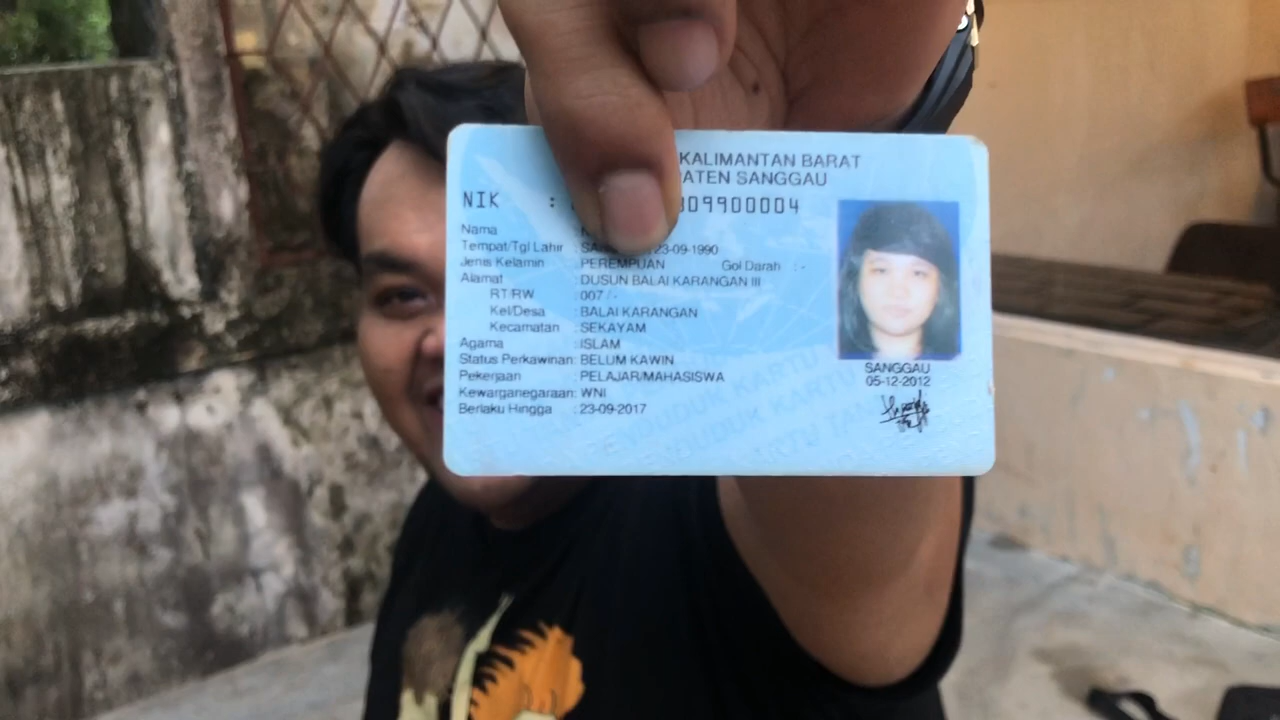 KALIMANTAN BARAT
ATEN SANGGAU
NIK : 09900004
Nama :
Tempat/Tgl Lahir : 23-09-1990
Jenis Kelamin : PEREMPUAN Gol Darah : -
Alamat : DUSUN BALAI KARANGAN III
RT/RW : 007 / -
Kel/Desa : BALAI KARANGAN
Kecamatan : SEKAYAM
Agama : ISLAM
Status Perkawinan: BELUM KAWIN
Pekerjaan : PELAJAR/MAHASISWA
Kewarganegaraan: WNI
Berlaku Hingga : 23-09-2017
SANGGAU
05-12-2012